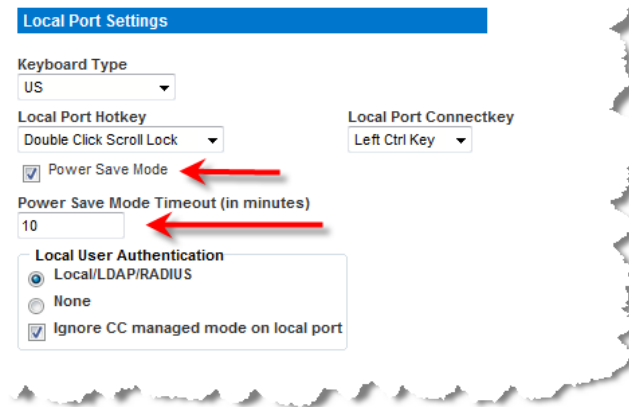 Local Port Settings
Keyboard Type
US
Local Port Hotkey
Local Port Connectkey
Double Click Scroll Lock
Left Ctrl Key
Power Save Mode
Power Save Mode Timeout (in minutes)
10
Local User Authentication
Local/LDAP/RADIUS
None
Ignore CC managed mode on local port